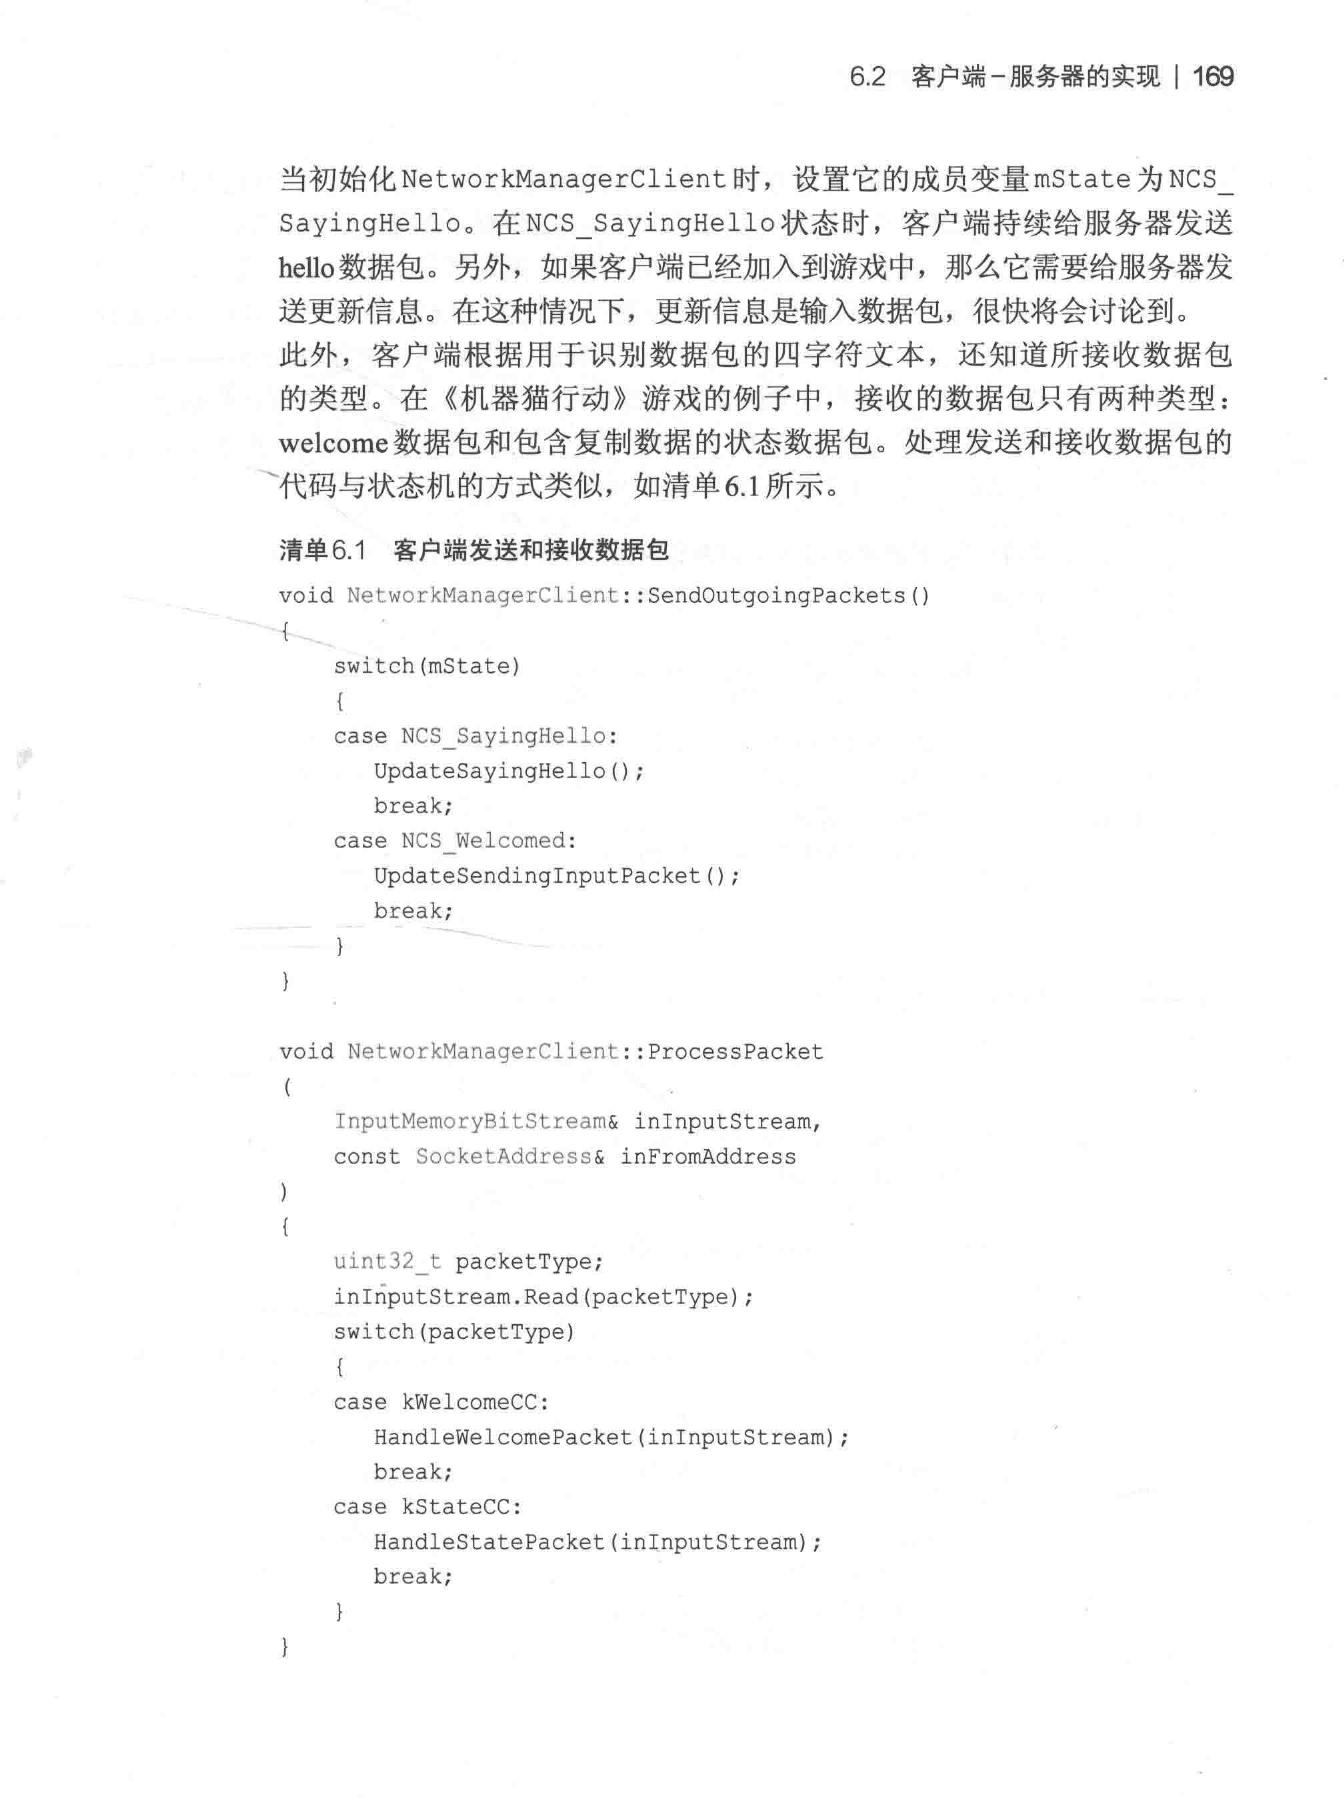 6.2 客户端－服务器的实现 | 169
当初始化NetworkManagerClient时，设置它的成员变量mState为NCS_
SayingHello。在NCS_SayingHello状态时，客户端持续给服务器发送
hello数据包。另外，如果客户端已经加入到游戏中，那么它需要给服务器发
送更新信息。在这种情况下，更新信息是输入数据包，很快将会讨论到。
此外，客户端根据用于识别数据包的四字符文本，还知道所接收数据包
的类型。在《机器猫行动》游戏的例子中，接收的数据包只有两种类型：
welcome数据包和包含复制数据的状态数据包。处理发送和接收数据包的
代码与状态机的方式类似，如清单6.1所示。
清单6.1 客户端发送和接收数据包
void NetworkManagerClient::SendOutgoingPackets()
{
switch(mState)
{
case NCS_SayingHello:
UpdateSayingHello();
break;
case NCS_Welcomed:
UpdateSendingInputPacket();
break;
}
}
void NetworkManagerClient::ProcessPacket
(
InputMemoryBitStream& inInputStream,
const SocketAddress& inFromAddress
)
{
uint32_t packetType;
inInputStream.Read(packetType);
switch(packetType)
{
case kWelcomeCC:
HandleWelcomePacket(inInputStream);
break;
case kStateCC:
HandleStatePacket(inInputStream);
break;
}
}